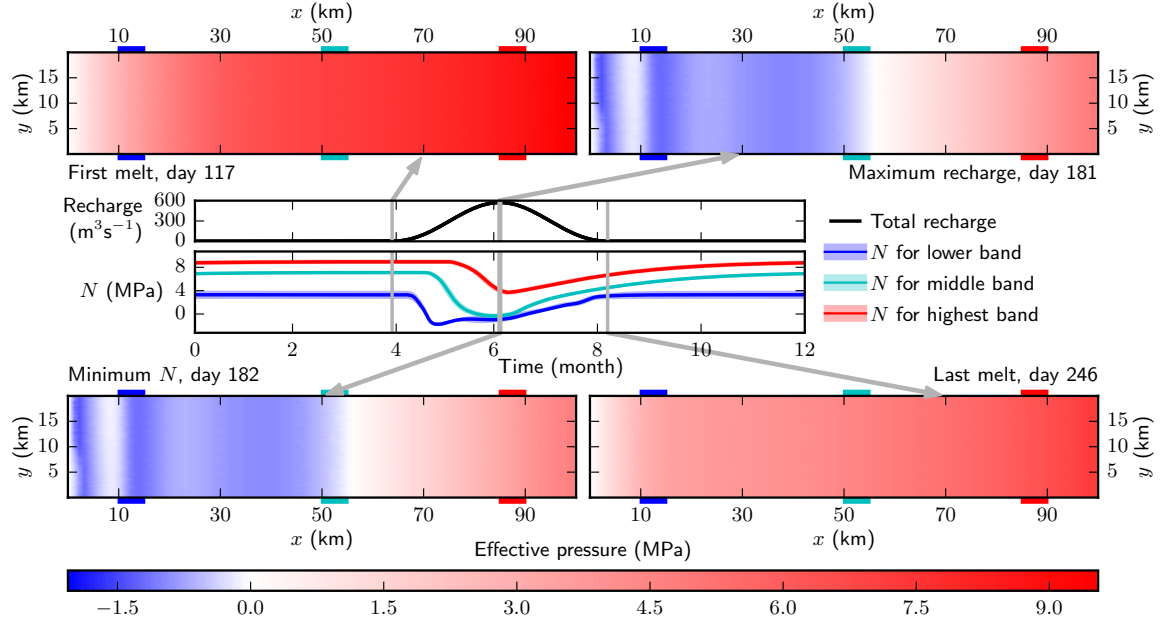 x (km) x (km)
10 30 50 70 90 10 30 50 70 90
y (km) 15 10 5 15 10 5 y (km)
First melt, day 117 Maximum recharge, day 181
Recharge (m³s⁻¹) 600 300 0
N (MPa) 8 4 0
0 2 4 6 8 10 12
Time (month)
Total recharge
N for lower band
N for middle band
N for highest band
Minimum N, day 182 Last melt, day 246
y (km) 15 10 5 15 10 5 y (km)
10 30 50 70 90 10 30 50 70 90
x (km) x (km)
Effective pressure (MPa)
−1.5 0.0 1.5 3.0 4.5 6.0 7.5 9.0